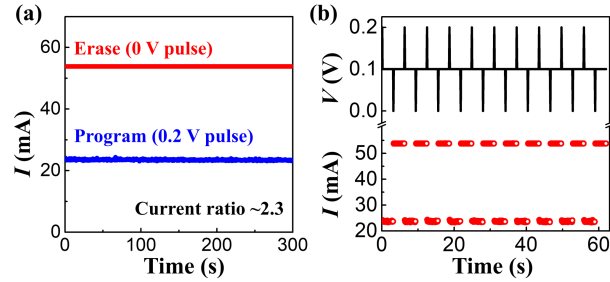 (a)
I (mA)
60
40
20
0
Erase (0 V pulse)
Program (0.2 V pulse)
Current ratio ~2.3
0 100 200 300
Time (s)
(b)
V (V)
0.2
0.1
0.0
I (mA)
50
40
30
20
0 20 40 60
Time (s)